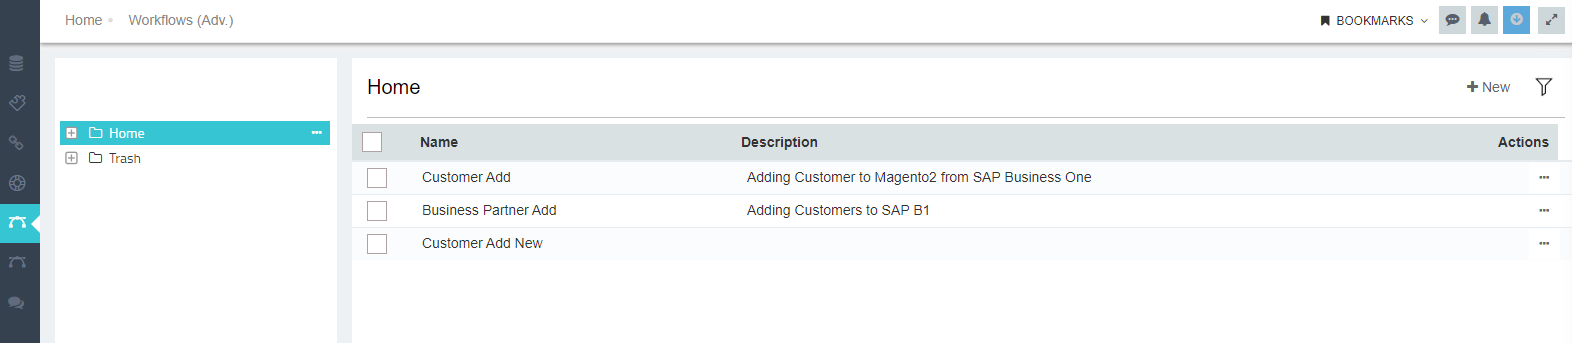 Home Workflows (Adv.) BOOKMARKS
Home
Trash
Home New
Name Description Actions
Customer Add Adding Customer to Magento2 from SAP Business One
Business Partner Add Adding Customers to SAP B1
Customer Add New